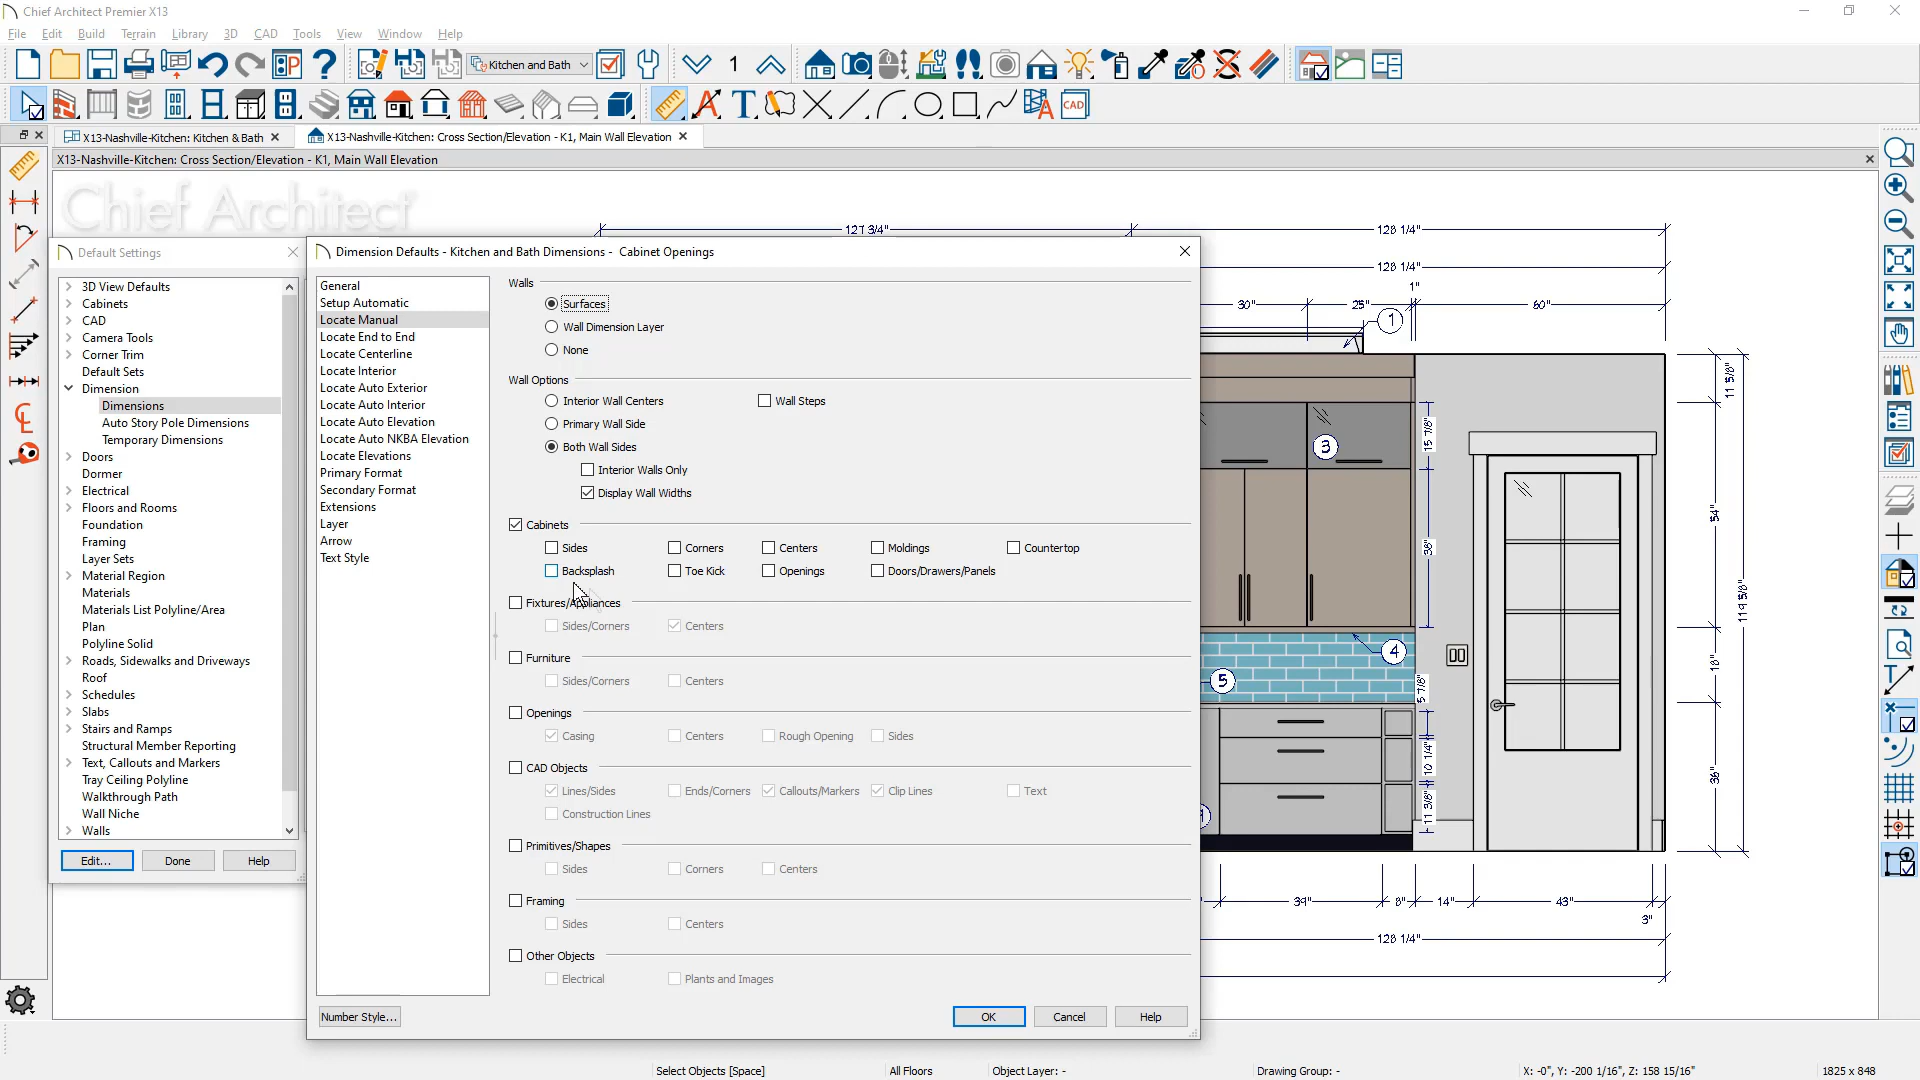 Chief Architect Premier X13
File Edit Build Terrain Library 3D CAD Tools View Window Help
Kitchen and Bath
1
CAD
X13-Nashville-Kitchen: Kitchen & Bath
X13-Nashville-Kitchen: Cross Section/Elevation - K1, Main Wall Elevation
X13-Nashville-Kitchen: Cross Section/Elevation - K1, Main Wall Elevation
Chief Architect
Default Settings
3D View Defaults
Cabinets
CAD
Camera Tools
Corner Trim
Default Sets
Dimension
Dimensions
Auto Story Pole Dimensions
Temporary Dimensions
Doors
Dormer
Electrical
Floors and Rooms
Foundation
Framing
Layer Sets
Material Region
Materials
Materials List Polyline/Area
Plan
Polyline Solid
Roads, Sidewalks and Driveways
Roof
Schedules
Slabs
Stairs and Ramps
Structural Member Reporting
Text, Callouts and Markers
Tray Ceiling Polyline
Walkthrough Path
Wall Niche
Walls
Edit... Done Help
Dimension Defaults - Kitchen and Bath Dimensions - Cabinet Openings
General
Setup Automatic
Locate Manual
Locate End to End
Locate Centerline
Locate Interior
Locate Auto Exterior
Locate Auto Interior
Locate Auto Elevation
Locate Auto NKBA Elevation
Locate Elevations
Primary Format
Secondary Format
Extensions
Layer
Arrow
Text Style
Number Style...
Walls
Surfaces
Wall Dimension Layer
None
Wall Options
Interior Wall Centers Wall Steps
Primary Wall Side
Both Wall Sides
Interior Walls Only
Display Wall Widths
Cabinets
Sides Corners Centers Moldings Countertop
Backsplash Toe Kick Openings Doors/Drawers/Panels
Fixtures/Appliances
Sides/Corners Centers
Furniture
Sides/Corners Centers
Openings
Casing Centers Rough Opening Sides
CAD Objects
Lines/Sides Ends/Corners Callouts/Markers Clip Lines Text
Construction Lines
Primitives/Shapes
Sides Corners Centers
Framing
Sides Centers
Other Objects
Electrical Plants and Images
OK Cancel Help
127 3/4" 128 1/4"
128 1/4"
1"
30" 25" 60"
1
11 5/8"
15 7/8"
3
54"
38"
119 5/8"
4
18"
5
5 7/8"
10 1/4"
36"
11 3/8"
39" 8" 14" 43"
3"
128 1/4"
Select Objects [Space] All Floors Object Layer: - Drawing Group: - X: -0", Y: -200 1/16", Z: 158 15/16" 1825 x 848